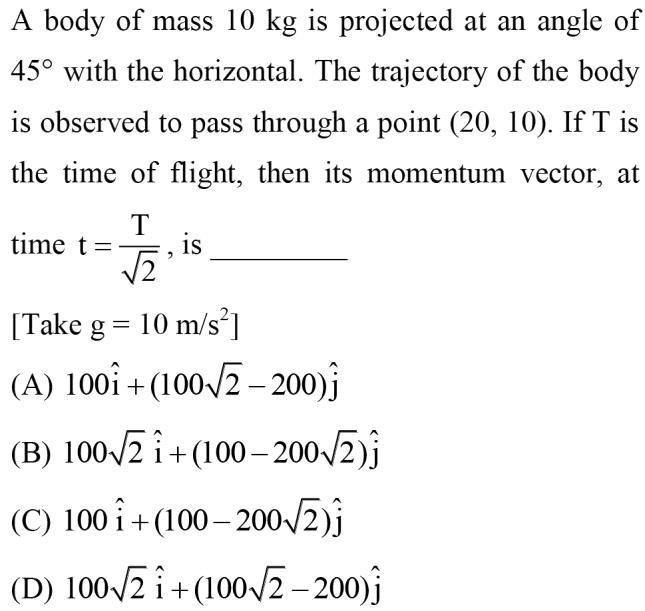 A body of mass 10 kg is projected at an angle of
45° with the horizontal. The trajectory of the body
is observed to pass through a point (20, 10). If T is
the time of flight, then its momentum vector, at
time t = T/√2, is _________
[Take g = 10 m/s²]
(A) 100î + (100√2 – 200)ĵ
(B) 100√2 î + (100 – 200√2)ĵ
(C) 100 î + (100 – 200√2)ĵ
(D) 100√2 î + (100√2 – 200)ĵ